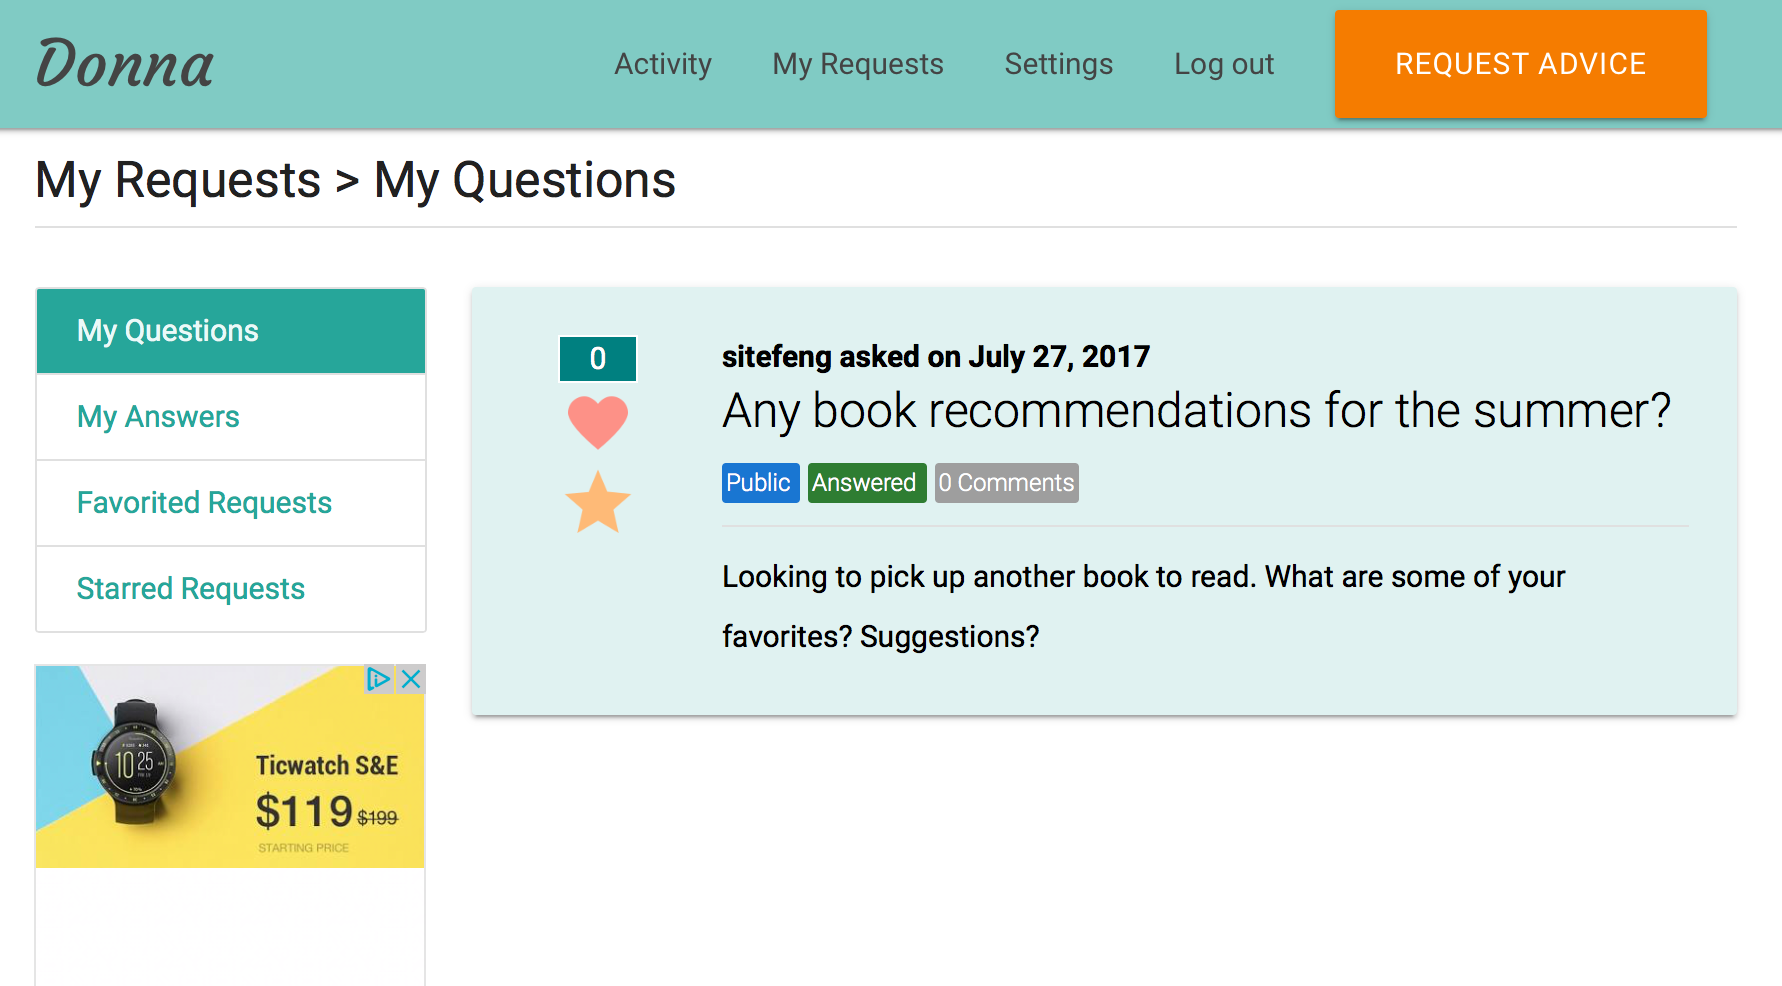 Donna
Activity
My Requests
Settings
Log out
REQUEST ADVICE
My Requests > My Questions
My Questions
My Answers
Favorited Requests
Starred Requests
0
sitefeng asked on July 27, 2017
Any book recommendations for the summer?
Public
Answered
0 Comments
Looking to pick up another book to read. What are some of your
favorites? Suggestions?
10 25
Ticwatch S&E
$119 $199
STARTING PRICE